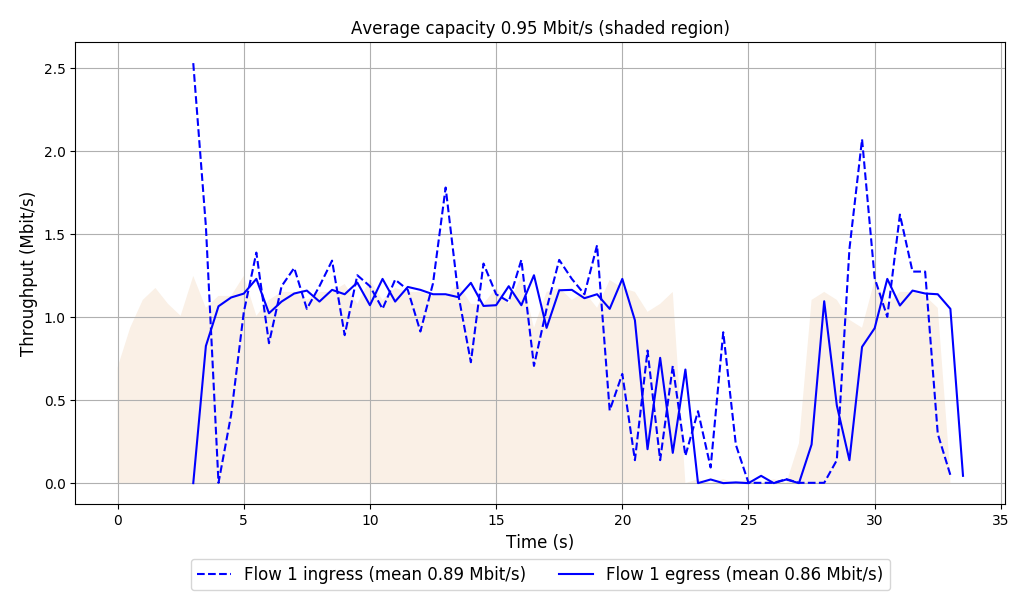 Average capacity 0.95 Mbit/s (shaded region)
Throughput (Mbit/s)
2.5
2.0
1.5
1.0
0.5
0.0
0 5 10 15 20 25 30 35
Time (s)
Flow 1 ingress (mean 0.89 Mbit/s) Flow 1 egress (mean 0.86 Mbit/s)